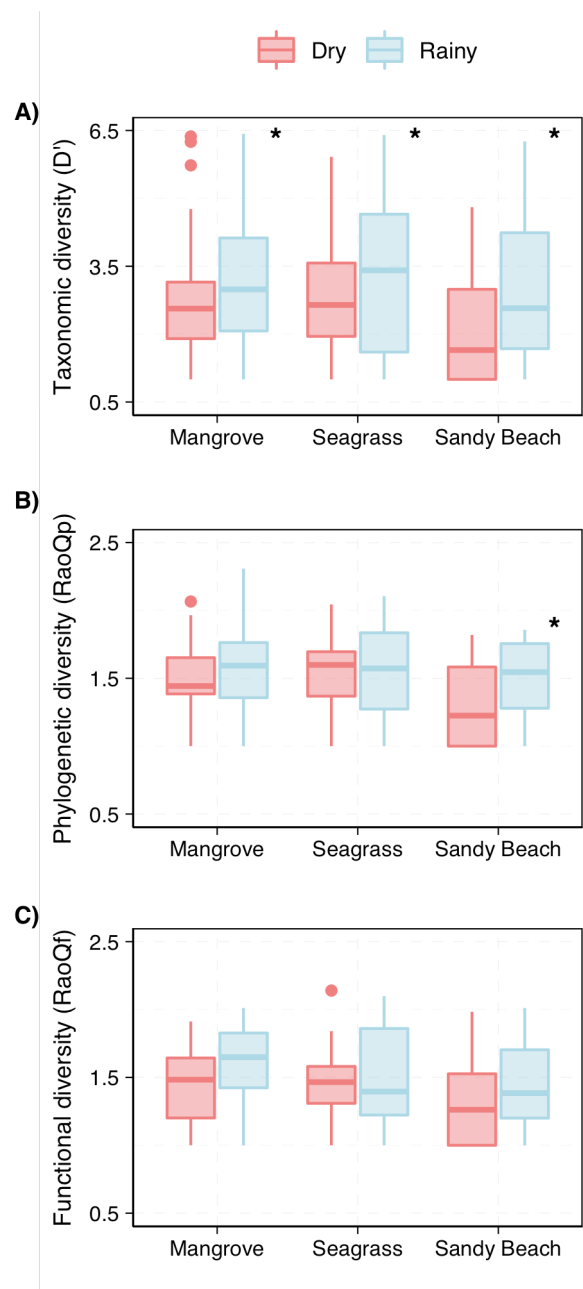 Dry Rainy
A)
Taxonomic diversity (D')
6.5
3.5
0.5
* * *
Mangrove Seagrass Sandy Beach
B)
Phylogenetic diversity (RaoQp)
2.5
1.5
0.5
*
Mangrove Seagrass Sandy Beach
C)
Functional diversity (RaoQf)
2.5
1.5
0.5
Mangrove Seagrass Sandy Beach